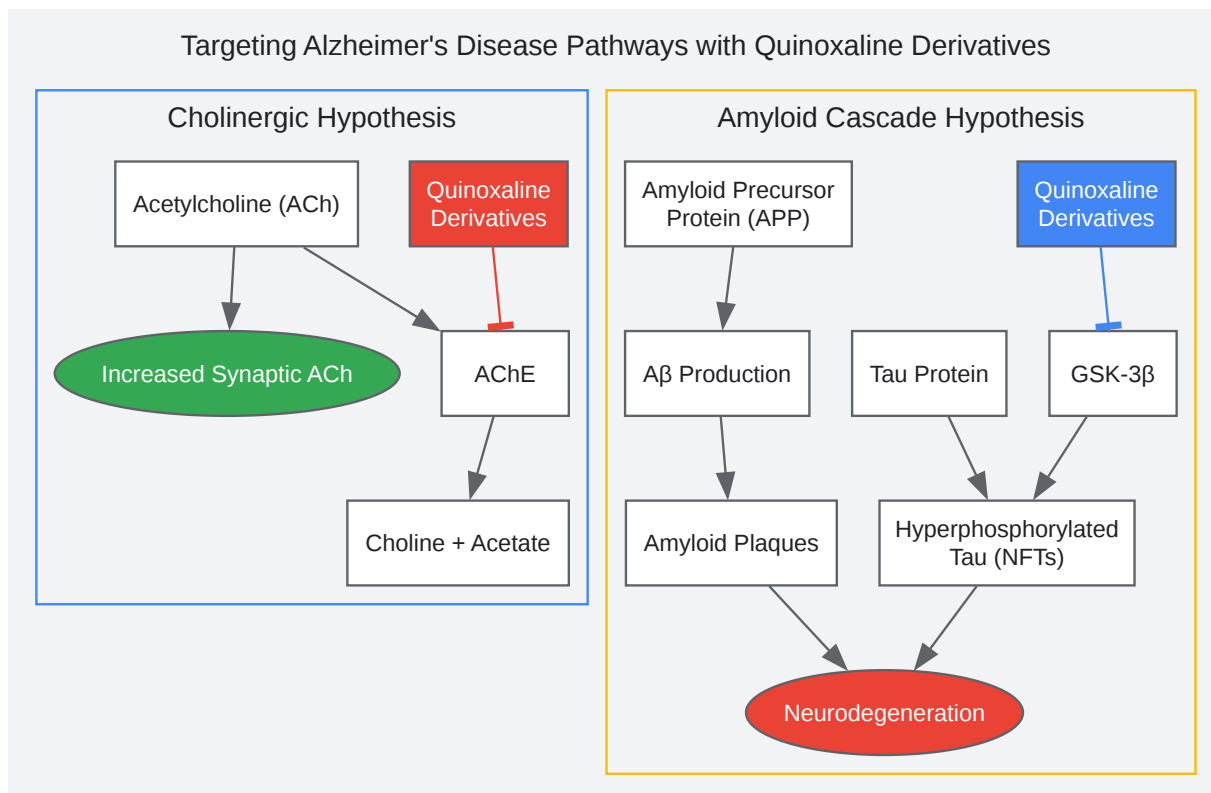 Targeting Alzheimer's Disease Pathways with Quinoxaline Derivatives
Cholinergic Hypothesis
Acetylcholine (ACh)
Quinoxaline
Derivatives
Increased Synaptic ACh
AChE
Choline + Acetate
Amyloid Cascade Hypothesis
Amyloid Precursor
Protein (APP)
Quinoxaline
Derivatives
Aβ Production
Tau Protein
GSK-3β
Amyloid Plaques
Hyperphosphorylated
Tau (NFTs)
Neurodegeneration